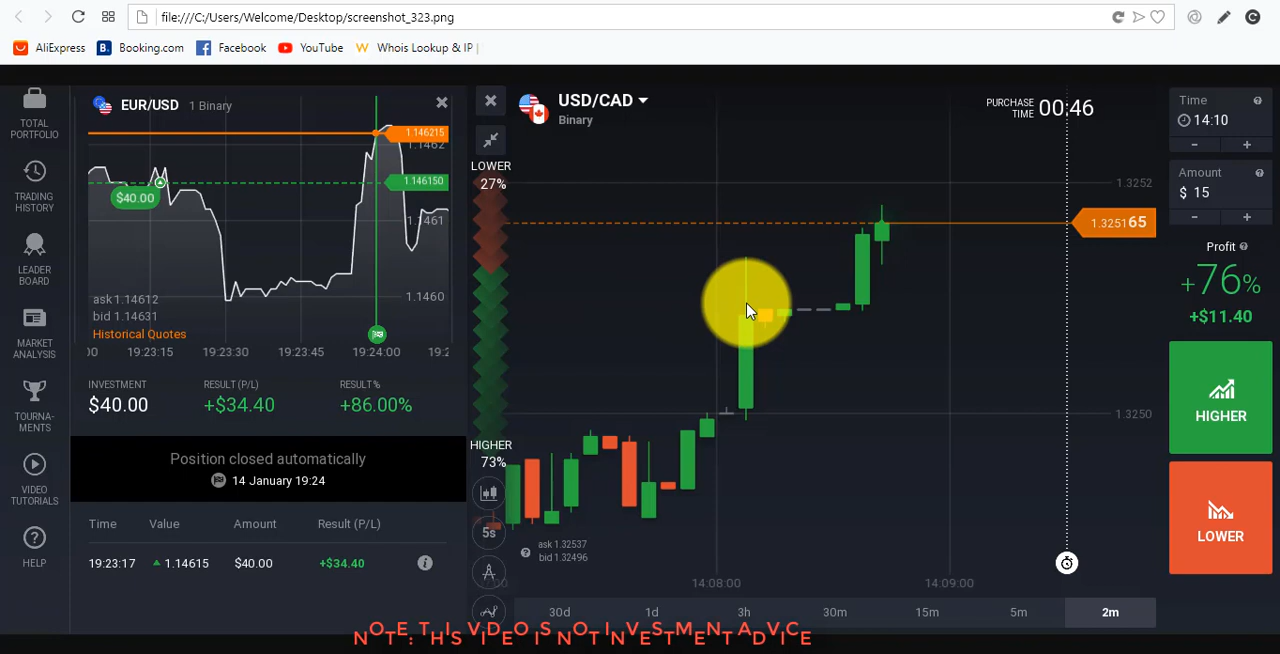 file:///C:/Users/Welcome/Desktop/screenshot_323.png
AliExpress B. Booking.com Facebook YouTube W Whois Lookup & IP
TOTAL PORTFOLIO
TRADING HISTORY
LEADER BOARD
MARKET ANALYSIS
TOURNA-MENTS
VIDEO TUTORIALS
HELP
EUR/USD 1 Binary
1.146215
1.1462
$40.00
1.146150
1.1461
1.1460
ask 1.14612
bid 1.14631
Historical Quotes
00 19:23:15 19:23:30 19:23:45 19:24:00 19:2
INVESTMENT RESULT (P/L) RESULT%
$40.00 +$34.40 +86.00%
Position closed automatically
14 January 19:24
Time Value Amount Result (P/L)
19:23:17 1.14615 $40.00 +$34.40
LOWER
27%
HIGHER
73%
5s
USD/CAD
Binary
PURCHASE TIME 00:46
1.3252
1.325165
1.3250
ask 1.32537
bid 1.32496
14:08:00 14:09:00
30d 1d 3h 30m 15m 5m 2m
Time
14:10
- +
Amount
$ 15
- +
Profit
+76%
+$11.40
HIGHER
LOWER
NOTE: THIS VIDEO IS NOT INVESTMENT ADVICE